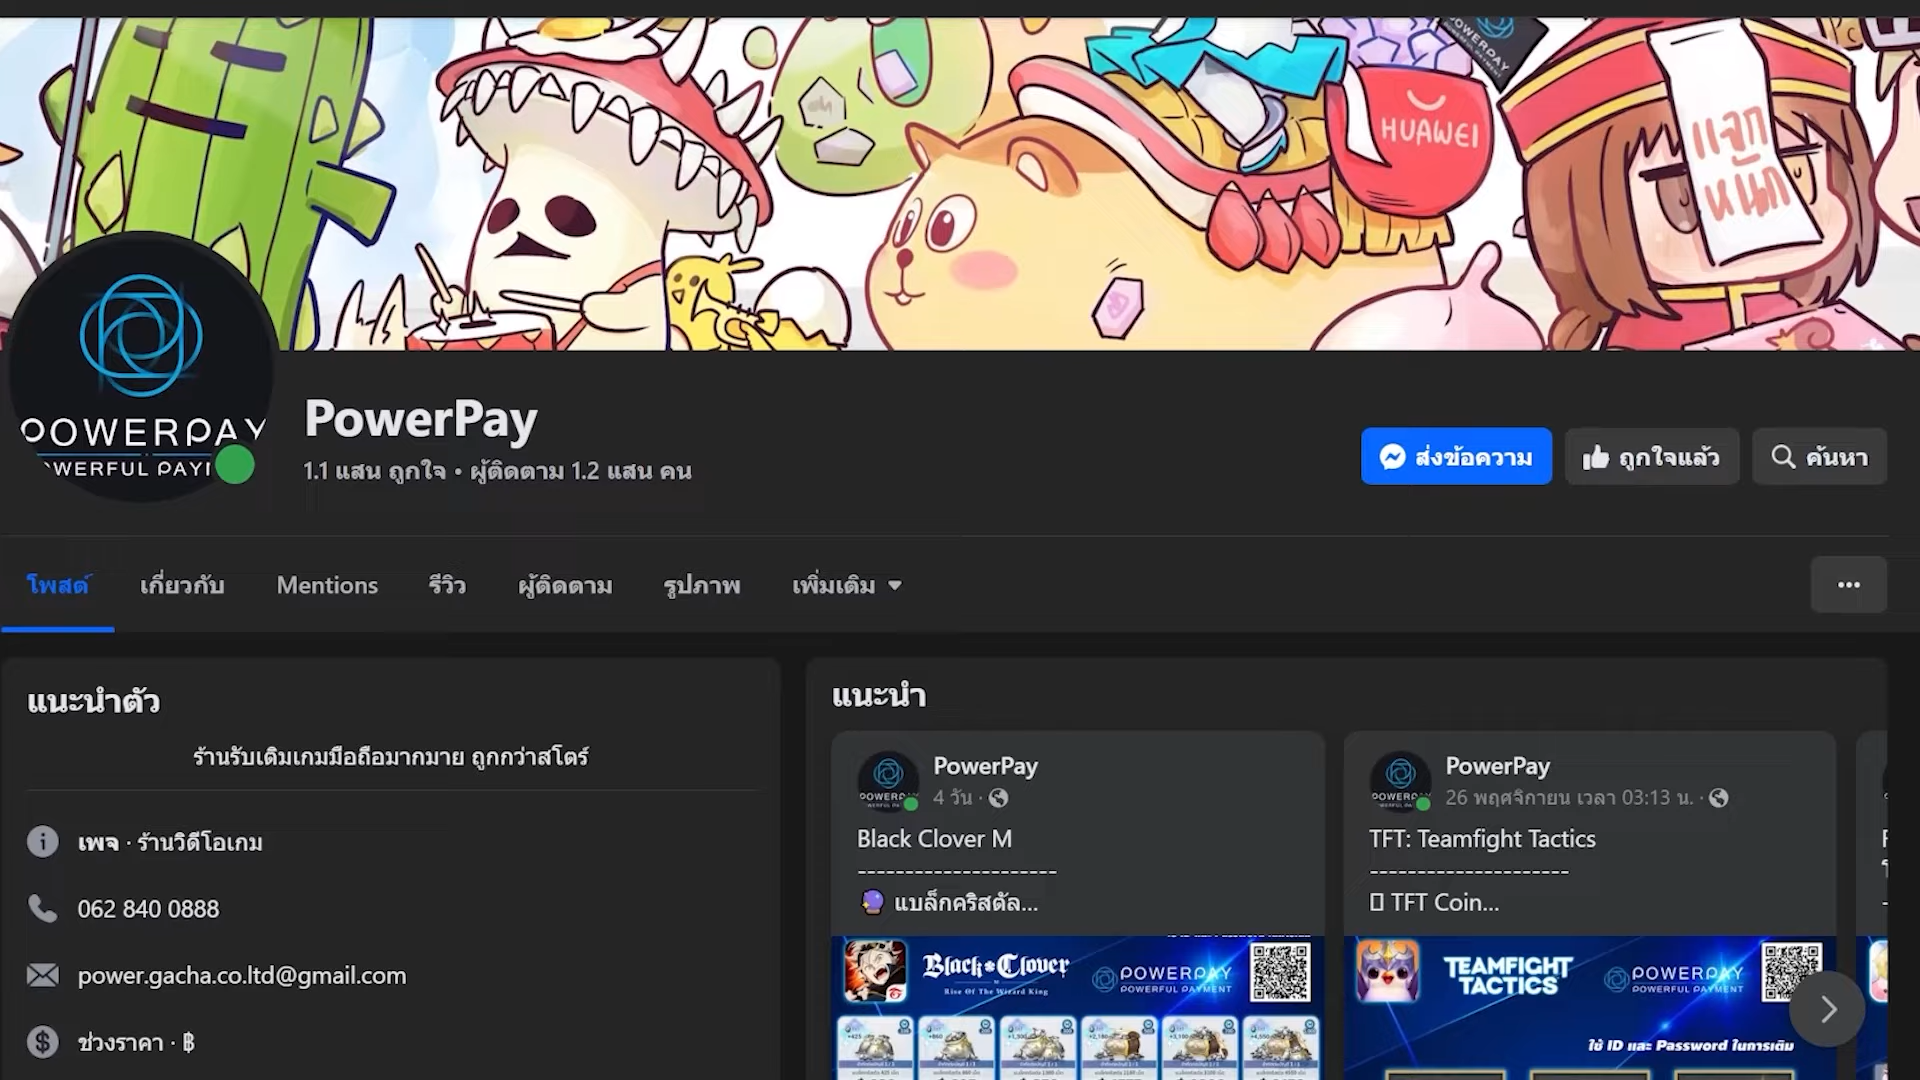 HUAWEI
แจก
หนัก
POWERPAY
PowerPay
1.1 แสน ถูกใจ • ผู้ติดตาม 1.2 แสน คน
ส่งข้อความ
ถูกใจแล้ว
ค้นหา
โพสต์
เกี่ยวกับ
Mentions
รีวิว
ผู้ติดตาม
รูปภาพ
เพิ่มเติม
แนะนำตัว
ร้านรับเติมเกมมือถือมากมาย ถูกกว่าสโตร์
เพจ · ร้านวิดีโอเกม
062 840 0888
power.gacha.co.ltd@gmail.com
ช่วงราคา · ฿
แนะนำ
PowerPay
4 วัน ·
Black Clover M
---------------------
แบล็กคริสตัล...
Black Clover
M
Rise Of The Wizard King
POWERPAY
POWERFUL PAYMENT
PowerPay
26 พฤศจิกายน เวลา 03:13 น. ·
TFT: Teamfight Tactics
---------------------
TFT Coin...
TEAMFIGHT
TACTICS
POWERPAY
POWERFUL PAYMENT
ใช้ ID และ Password ในการเติม